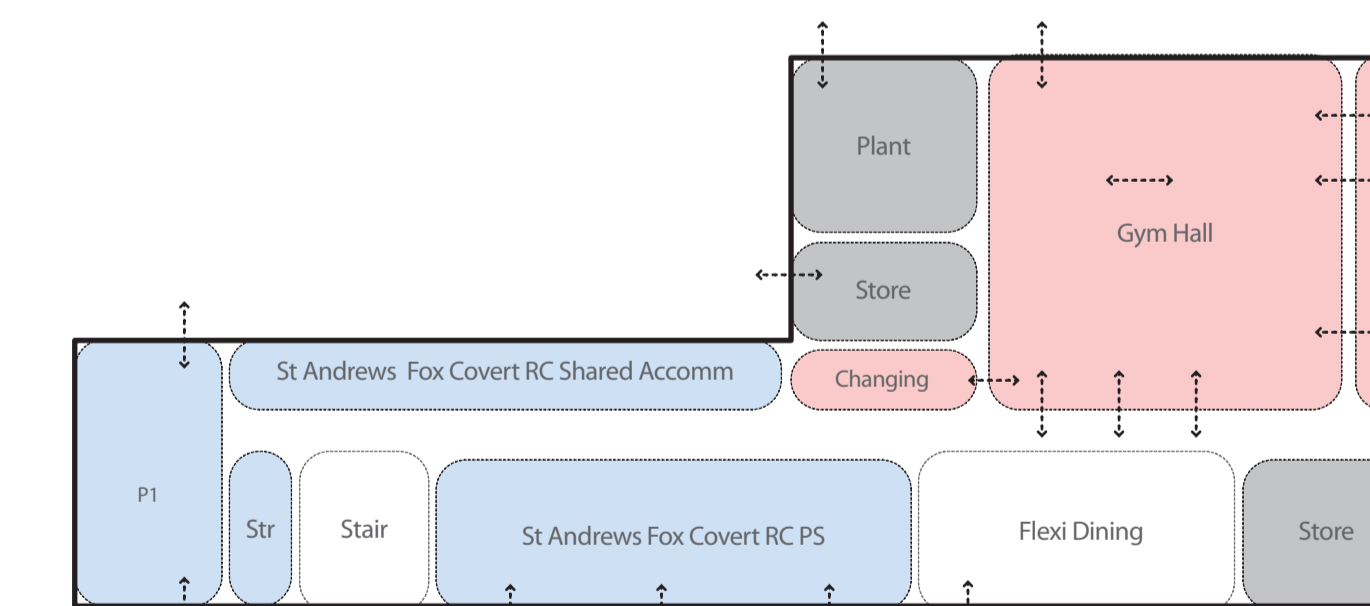 Plant
Gym Hall
Store
St Andrews  Fox Covert RC Shared Accomm
Changing
P1
Str
Stair
St Andrews Fox Covert RC PS
Flexi Dining
Store